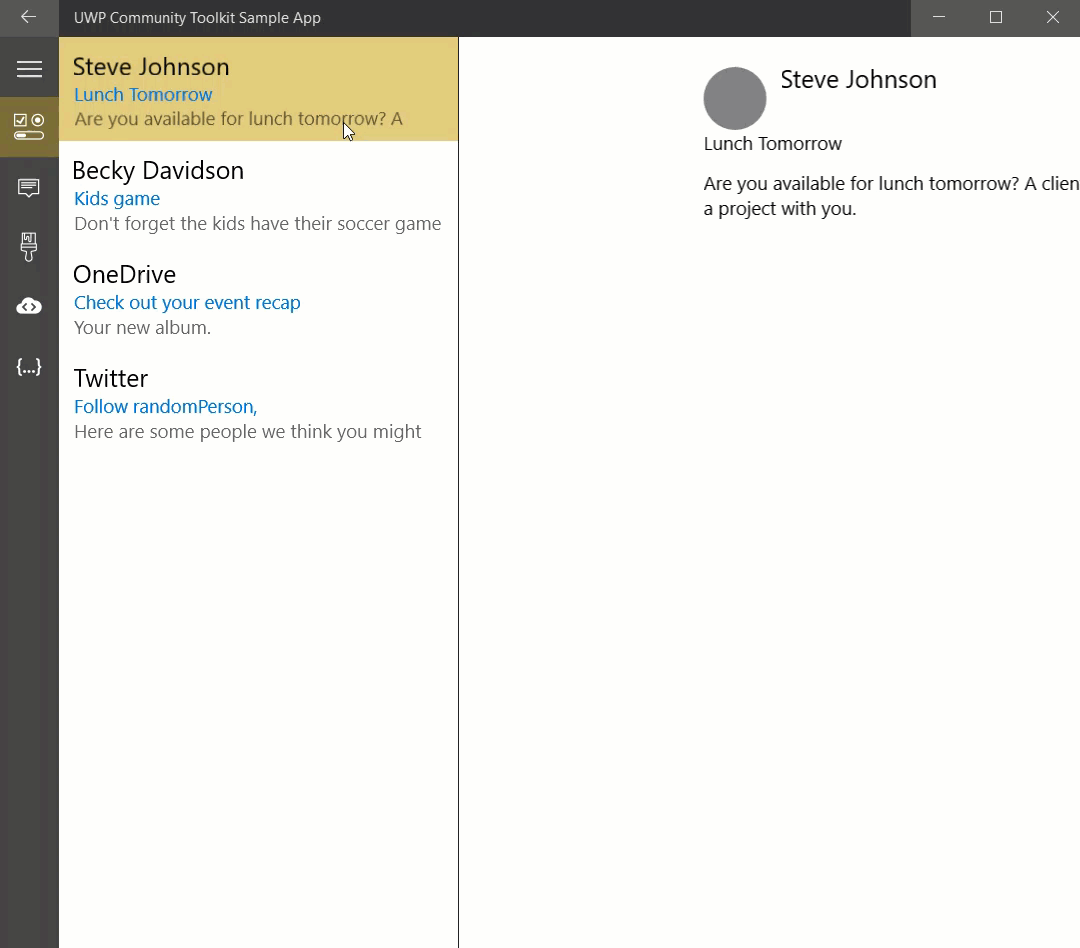 UWP Community Toolkit Sample App
Steve Johnson
Lunch Tomorrow
Are you available for lunch tomorrow? A
Becky Davidson
Kids game
Don't forget the kids have their soccer game
OneDrive
Check out your event recap
Your new album.
Twitter
Follow randomPerson,
Here are some people we think you might
{...}
Steve Johnson
Lunch Tomorrow
Are you available for lunch tomorrow? A clien
a project with you.